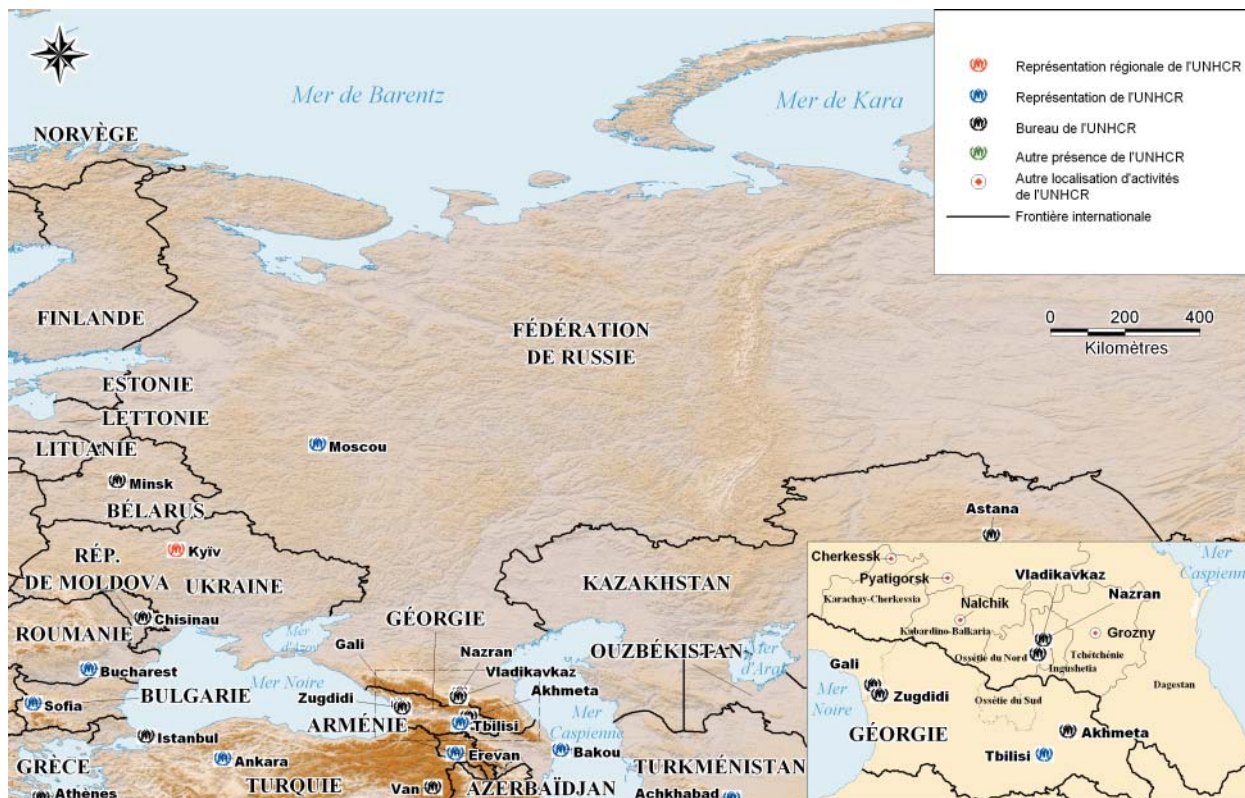 Mer de Barentz
Mer de Kara
Représentation régionale de l'UNHCR
Représentation de l'UNHCR
Bureau de l'UNHCR
Autre présence de l'UNHCR
Autre localisation d'activités
de l'UNHCR
Frontière internationale
NORVÈGE
FINLANDE
FÉDÉRATION
DE RUSSIE
0 200 400
Kilomètres
ESTONIE
LETTONIE
LITUANIE
Moscou
Minsk
BÉLARUS
Astana
Kyïv
RÉP.
DE MOLDOVA
UKRAINE
KAZAKHSTAN
Chisinau
GÉORGIE
ROUMANIE
Mer
d'Azov
Gali
Nazran
OUZBÉKISTAN
Mer
d'Aral
Bucharest
Vladikavkaz
BULGARIE
Mer Noire
Zugdidi
Akhmeta
Sofia
ARMÉNIE
Tbilisi
Mer
Caspienne
Istanbul
Ankara
Erevan
Bakou
GRÈCE
TURQUIE
Van
AZERBAÏDJAN
TURKMÉNISTAN
Athènes
Achkhabad
Cherkessk
Vladikavkaz
Mer
Caspienne
Pyatigorsk
Nazran
Karachay-Cherkessia
Nalchik
Kabardino-Balkaria
Grozny
Ossétie du Nord
Tchétchénie
Ingushetia
Gali
Zugdidi
Dagestan
Mer
Noire
Ossétie du Sud
GÉORGIE
Akhmeta
Tbilisi